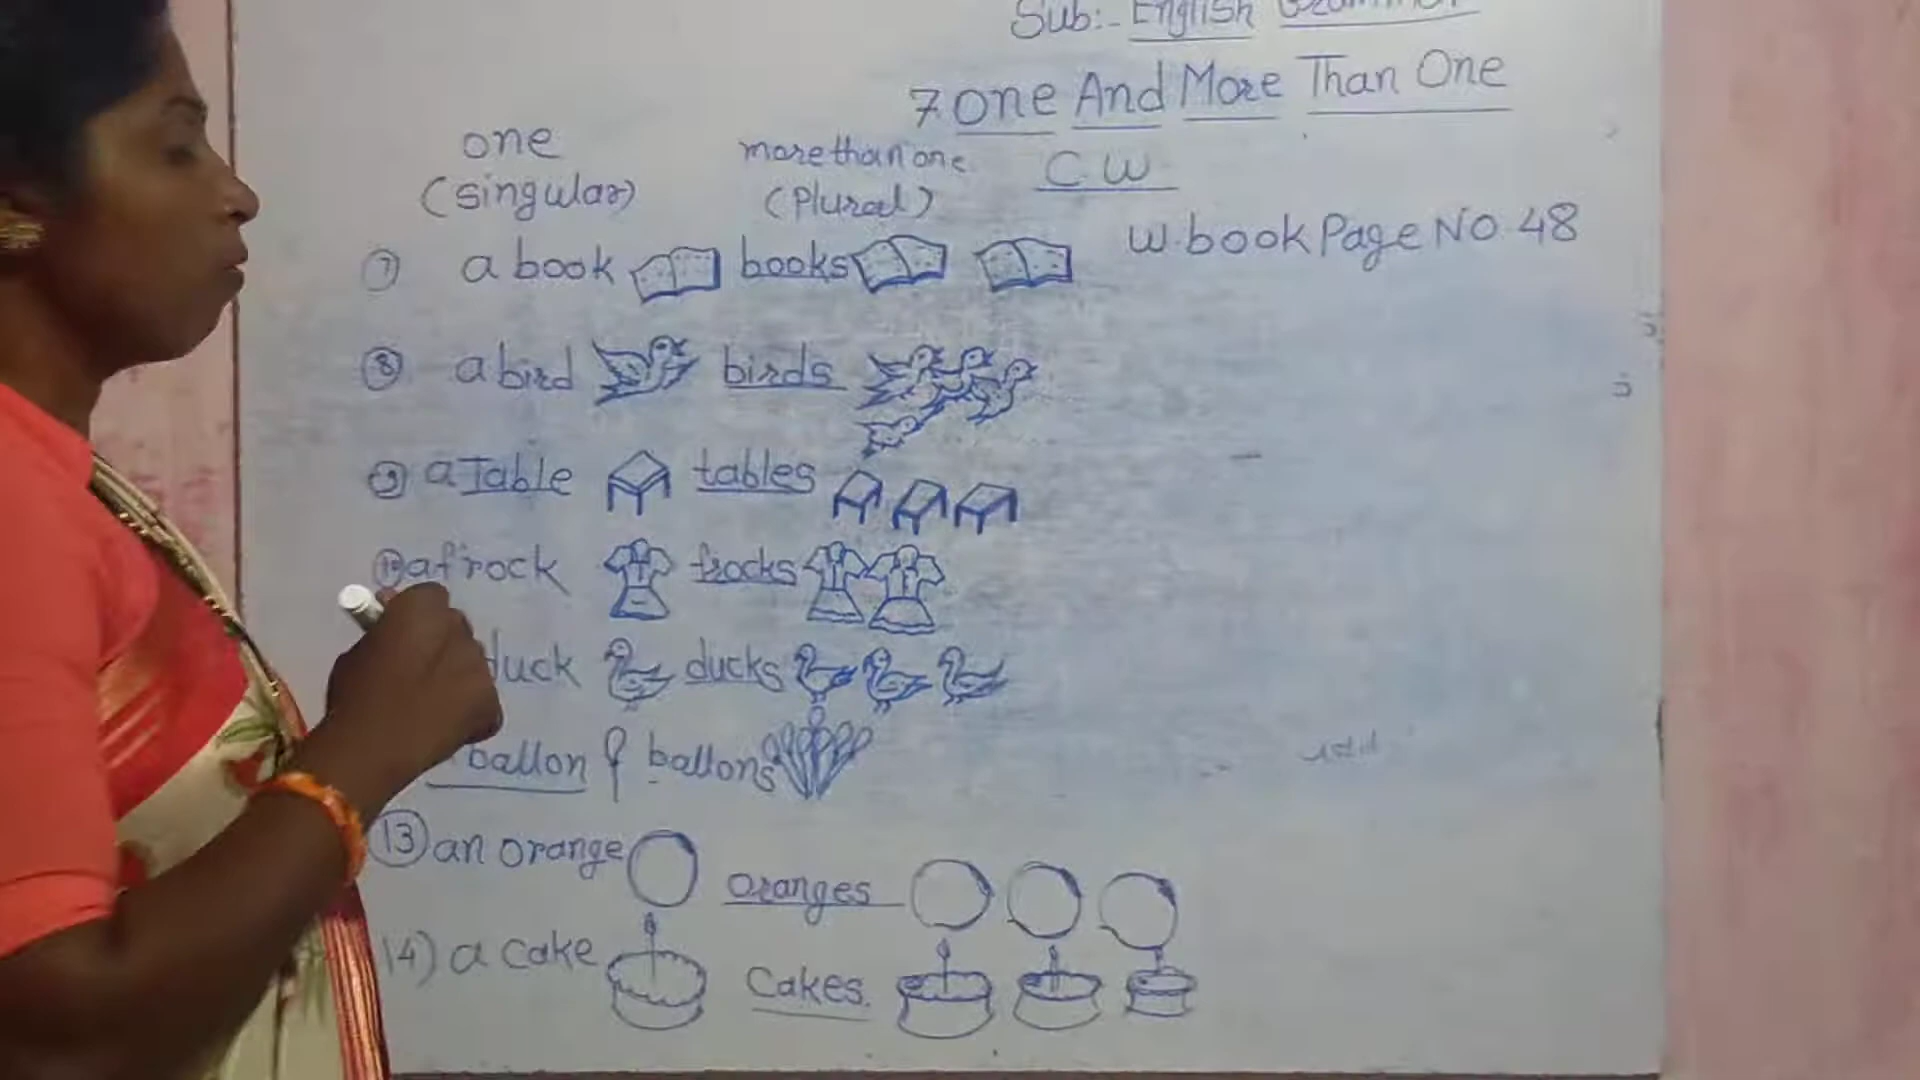 Sub:- English Grammar
7 One And More Than One
one more than one
(singular) (Plural)
CW
W.book Page No 48
7 a book books
8 a bird birds
9 a Table tables
10 a frock frocks
duck ducks
ballon ballons
13 an orange oranges
14) a cake Cakes.